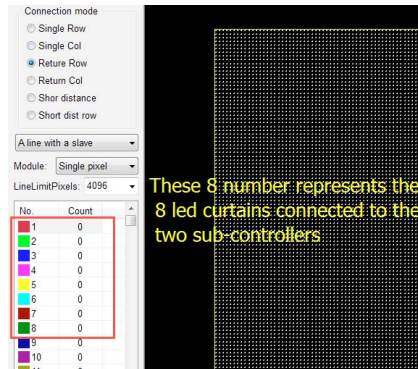 Connection mode
Single Row
Single Col
Reture Row
Return Col
Shor distance
Short dist row
A line with a slave
Module: Single pixel
LineLimitPixels: 4096
No. Count
1 0
2 0
3 0
4 0
5 0
6 0
7 0
8 0
9 0
10 0
These 8 number represents the
8 led curtains connected to the
two sub-controllers